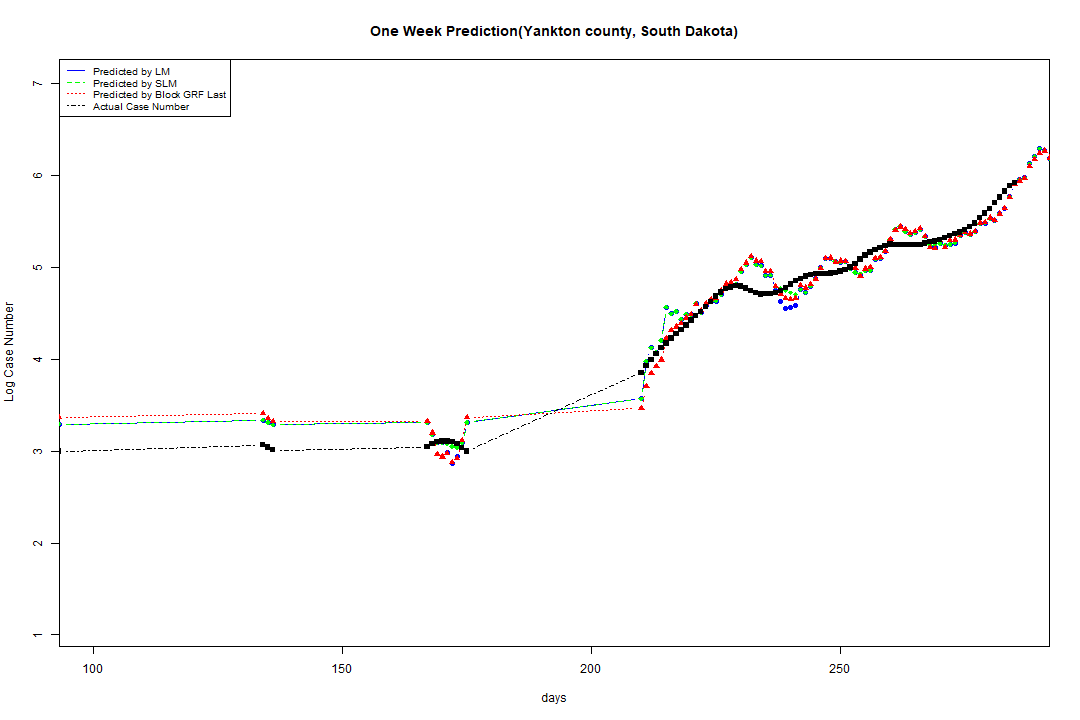 One Week Prediction(Yankton county, South Dakota)
Predicted by LM
Predicted by SLM
Predicted by Block GRF Last
Actual Case Number
7
6
5
4
3
2
1
Log Case Number
100 150 200 250
days